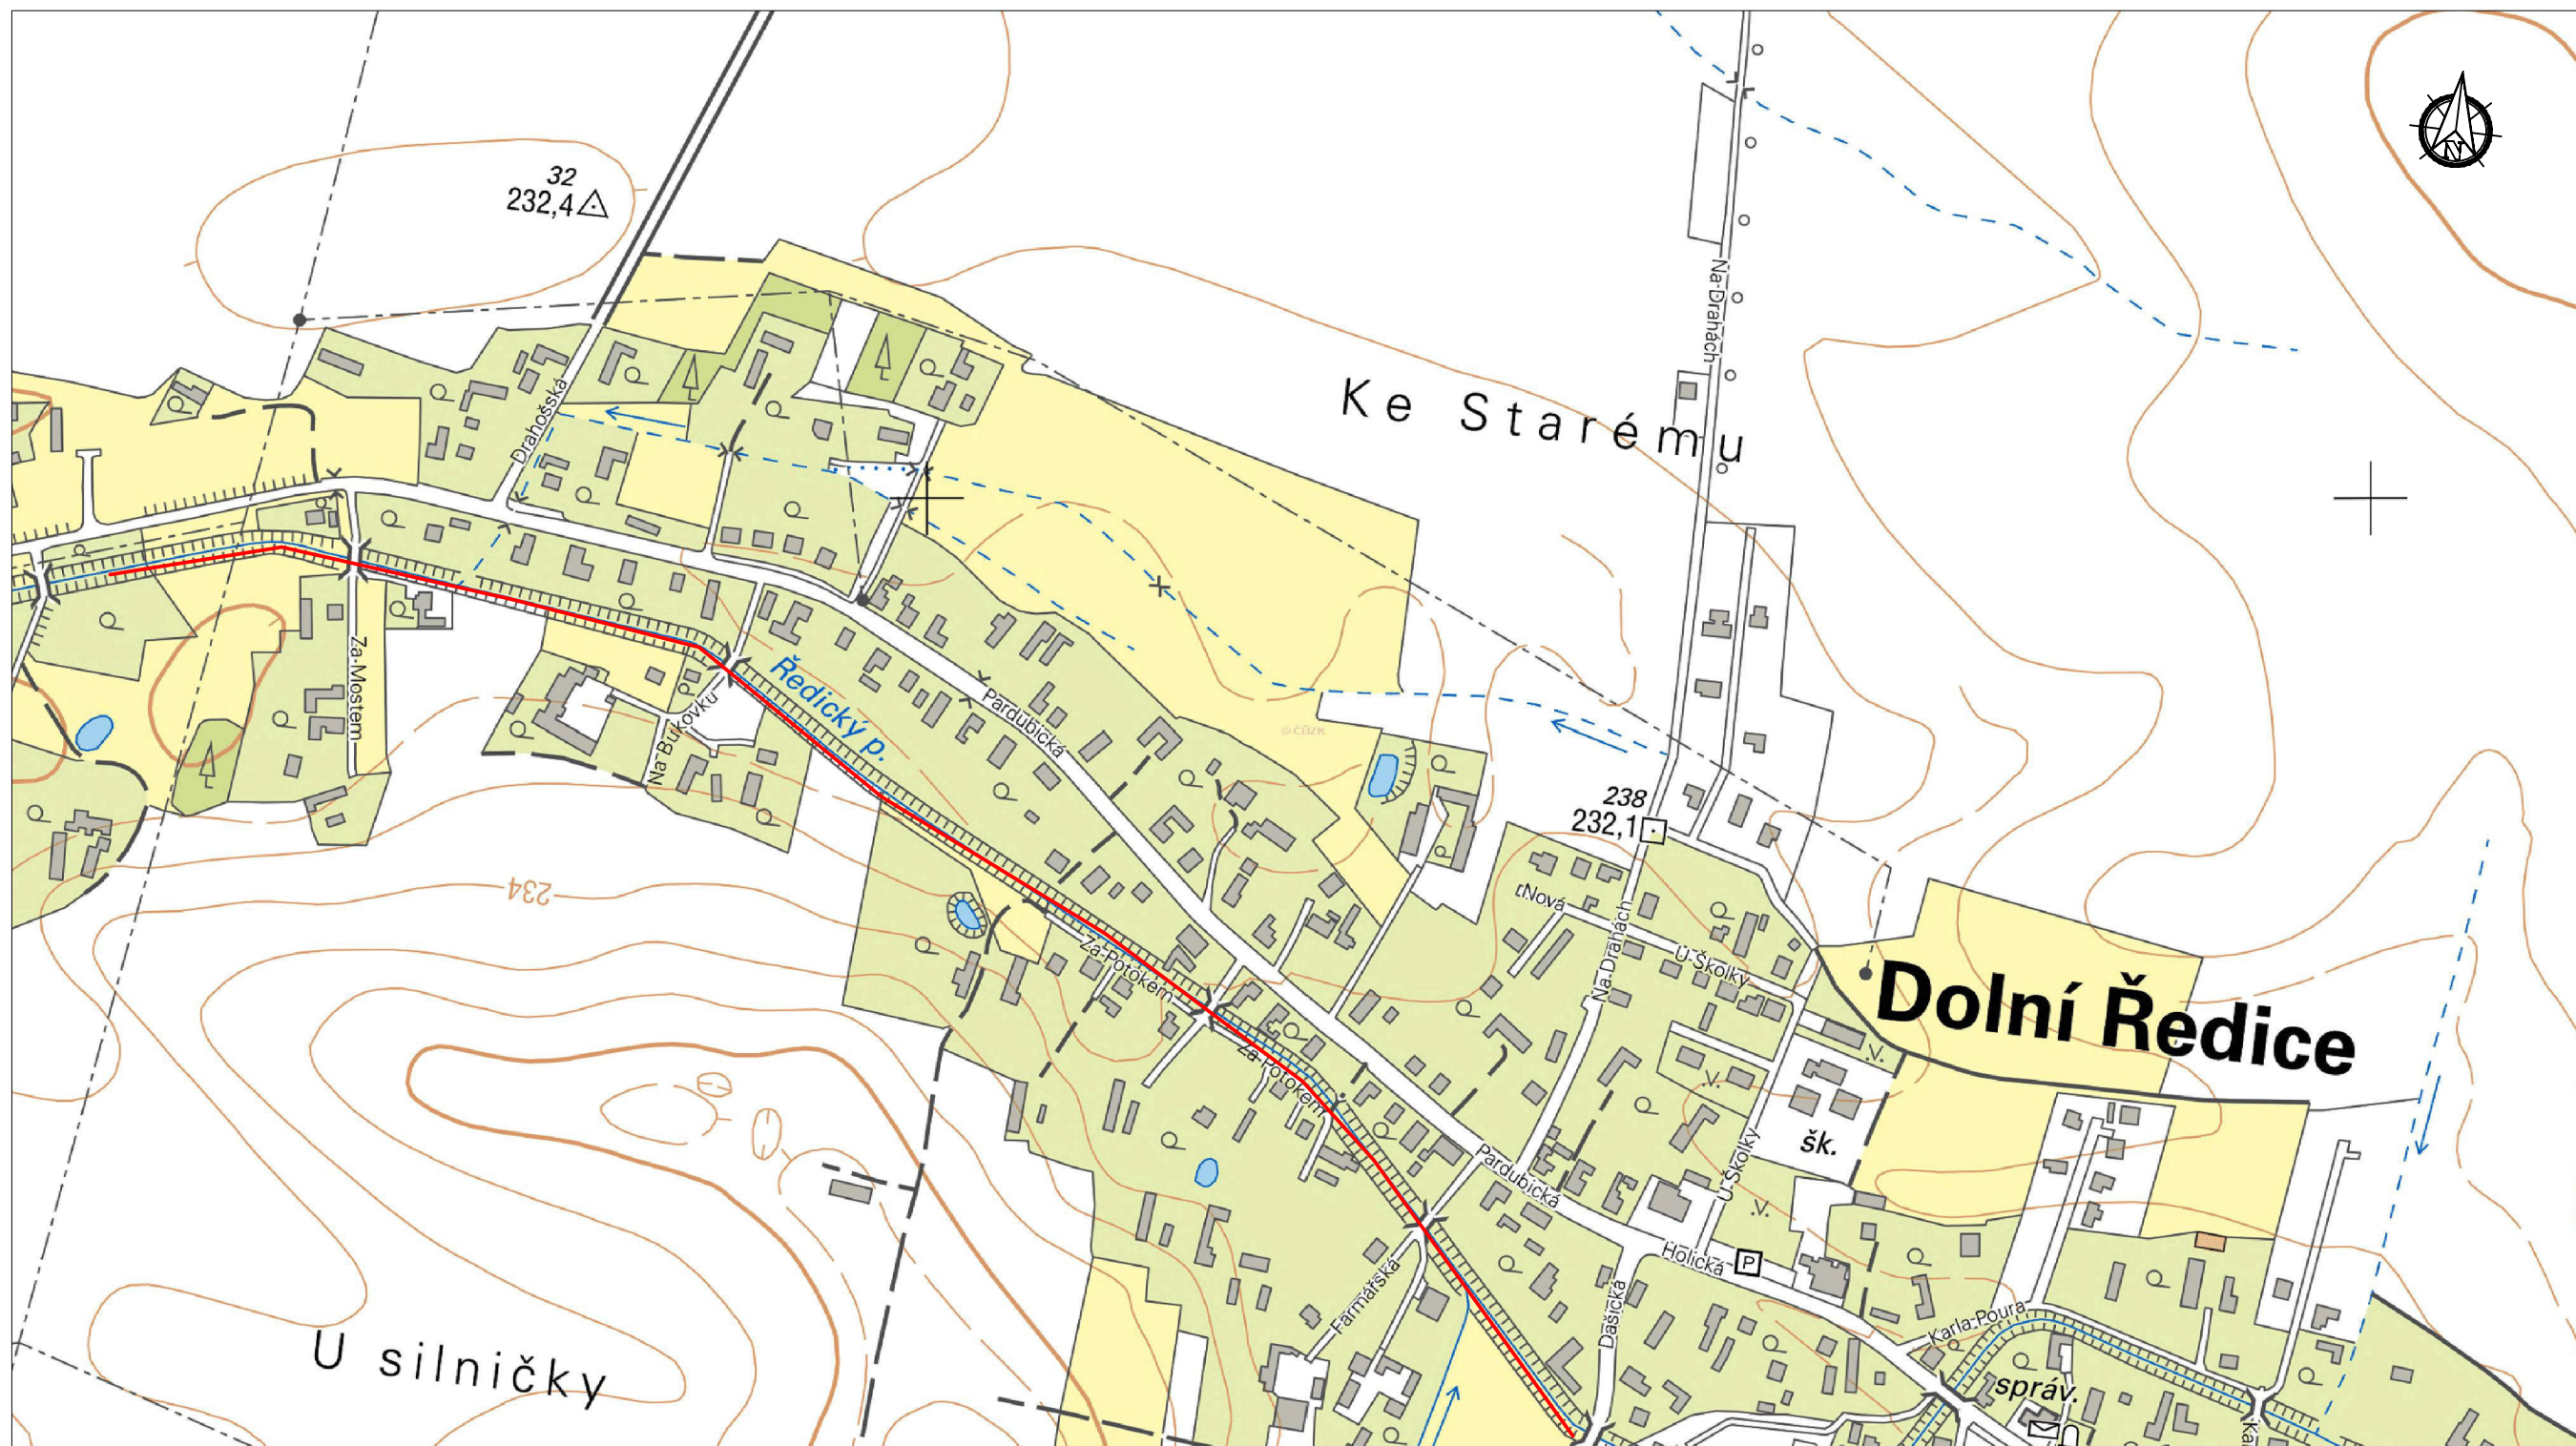 N
32
232,4
Na Drahách
Ke Starému
Drahošská
Za Mostem
Ředický p.
Na Bukovku
Pardubická
© ČÚZK
238
232,1
234
Nová
Na Drahách
U Školky
Za Potokem
Dolní Ředice
Za Potokem
šk.
U Školky
Pardubická
Holická
P
Farmářská
Dašická
Karla Poura
U silničky
správ.
Ka